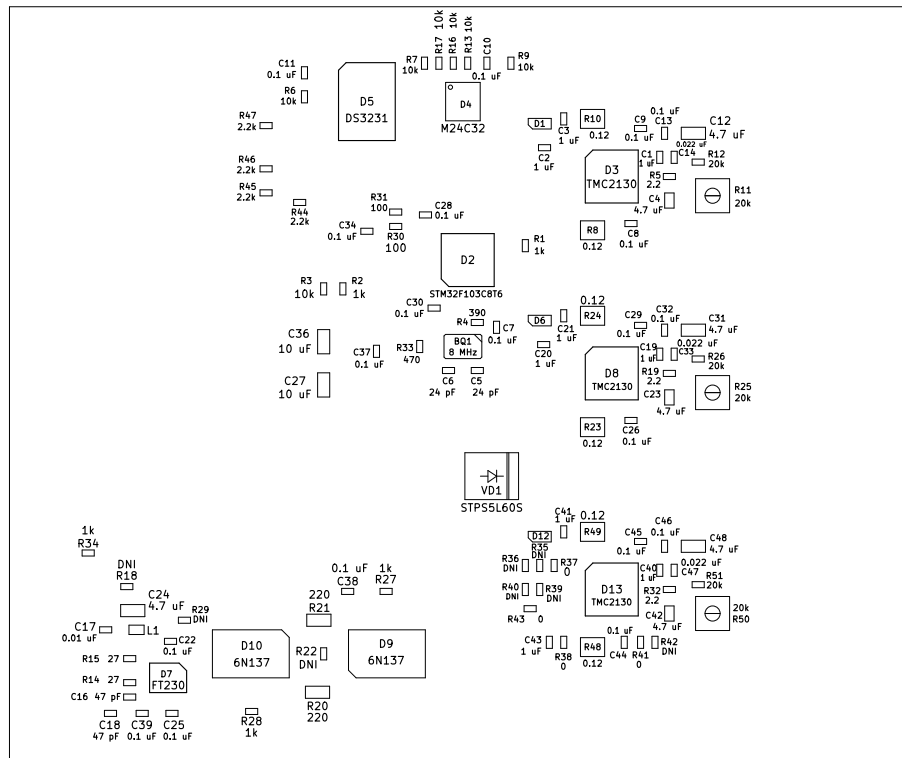 R17 10k
R16 10k
R13 10k
C10
0.1 uF
R7
10k
R9
10k
C11
0.1 uF
R6
10k
D5
DS3231
D4
M24C32
R47
2.2k
R46
2.2k
R45
2.2k
R44
2.2k
D1
C3
1 uF
C2
1 uF
R10
0.12
C9
0.1 uF
0.1 uF
C13
C12
4.7 uF
0.022 uF
D3
TMC2130
C1
1 uF
C14
R12
20k
R5
2.2
C4
4.7 uF
R11
20k
R8
0.12
C8
0.1 uF
R31
100
C28
0.1 uF
C34
0.1 uF
R30
100
D2
STM32F103C8T6
R1
1k
R3
10k
R2
1k
C30
0.1 uF
390
R4
C7
0.1 uF
BQ1
8 MHz
R33
470
C37
0.1 uF
C36
10 uF
C27
10 uF
C6
24 pF
C5
24 pF
D6
C21
1 uF
C20
1 uF
0.12
R24
C29
0.1 uF
C32
0.1 uF
C31
4.7 uF
0.022 uF
D8
TMC2130
C19
1 uF
C33
R26
20k
R19
2.2
C23
4.7 uF
R25
20k
R23
0.12
C26
0.1 uF
VD1
STPS5L60S
C41
1 uF
0.12
R49
D12
R35
DNI
R36
DNI
R37
0
R40
DNI
R39
DNI
R43
0
C45
0.1 uF
C46
0.1 uF
C48
4.7 uF
0.022 uF
D13
TMC2130
C40
1 uF
C47
R51
20k
R32
2.2
C42
4.7 uF
20k
R50
C43
1 uF
R38
0
R48
0.12
0.1 uF
C44
R41
0
R42
DNI
1k
R34
DNI
R18
C24
4.7 uF
R29
DNI
C17
0.01 uF
L1
C22
0.1 uF
R15 27
R14 27
C16 47 pF
D7
FT230
C18
47 pF
C39
0.1 uF
C25
0.1 uF
D10
6N137
R28
1k
220
R21
R22
DNI
R20
220
0.1 uF
C38
1k
R27
D9
6N137